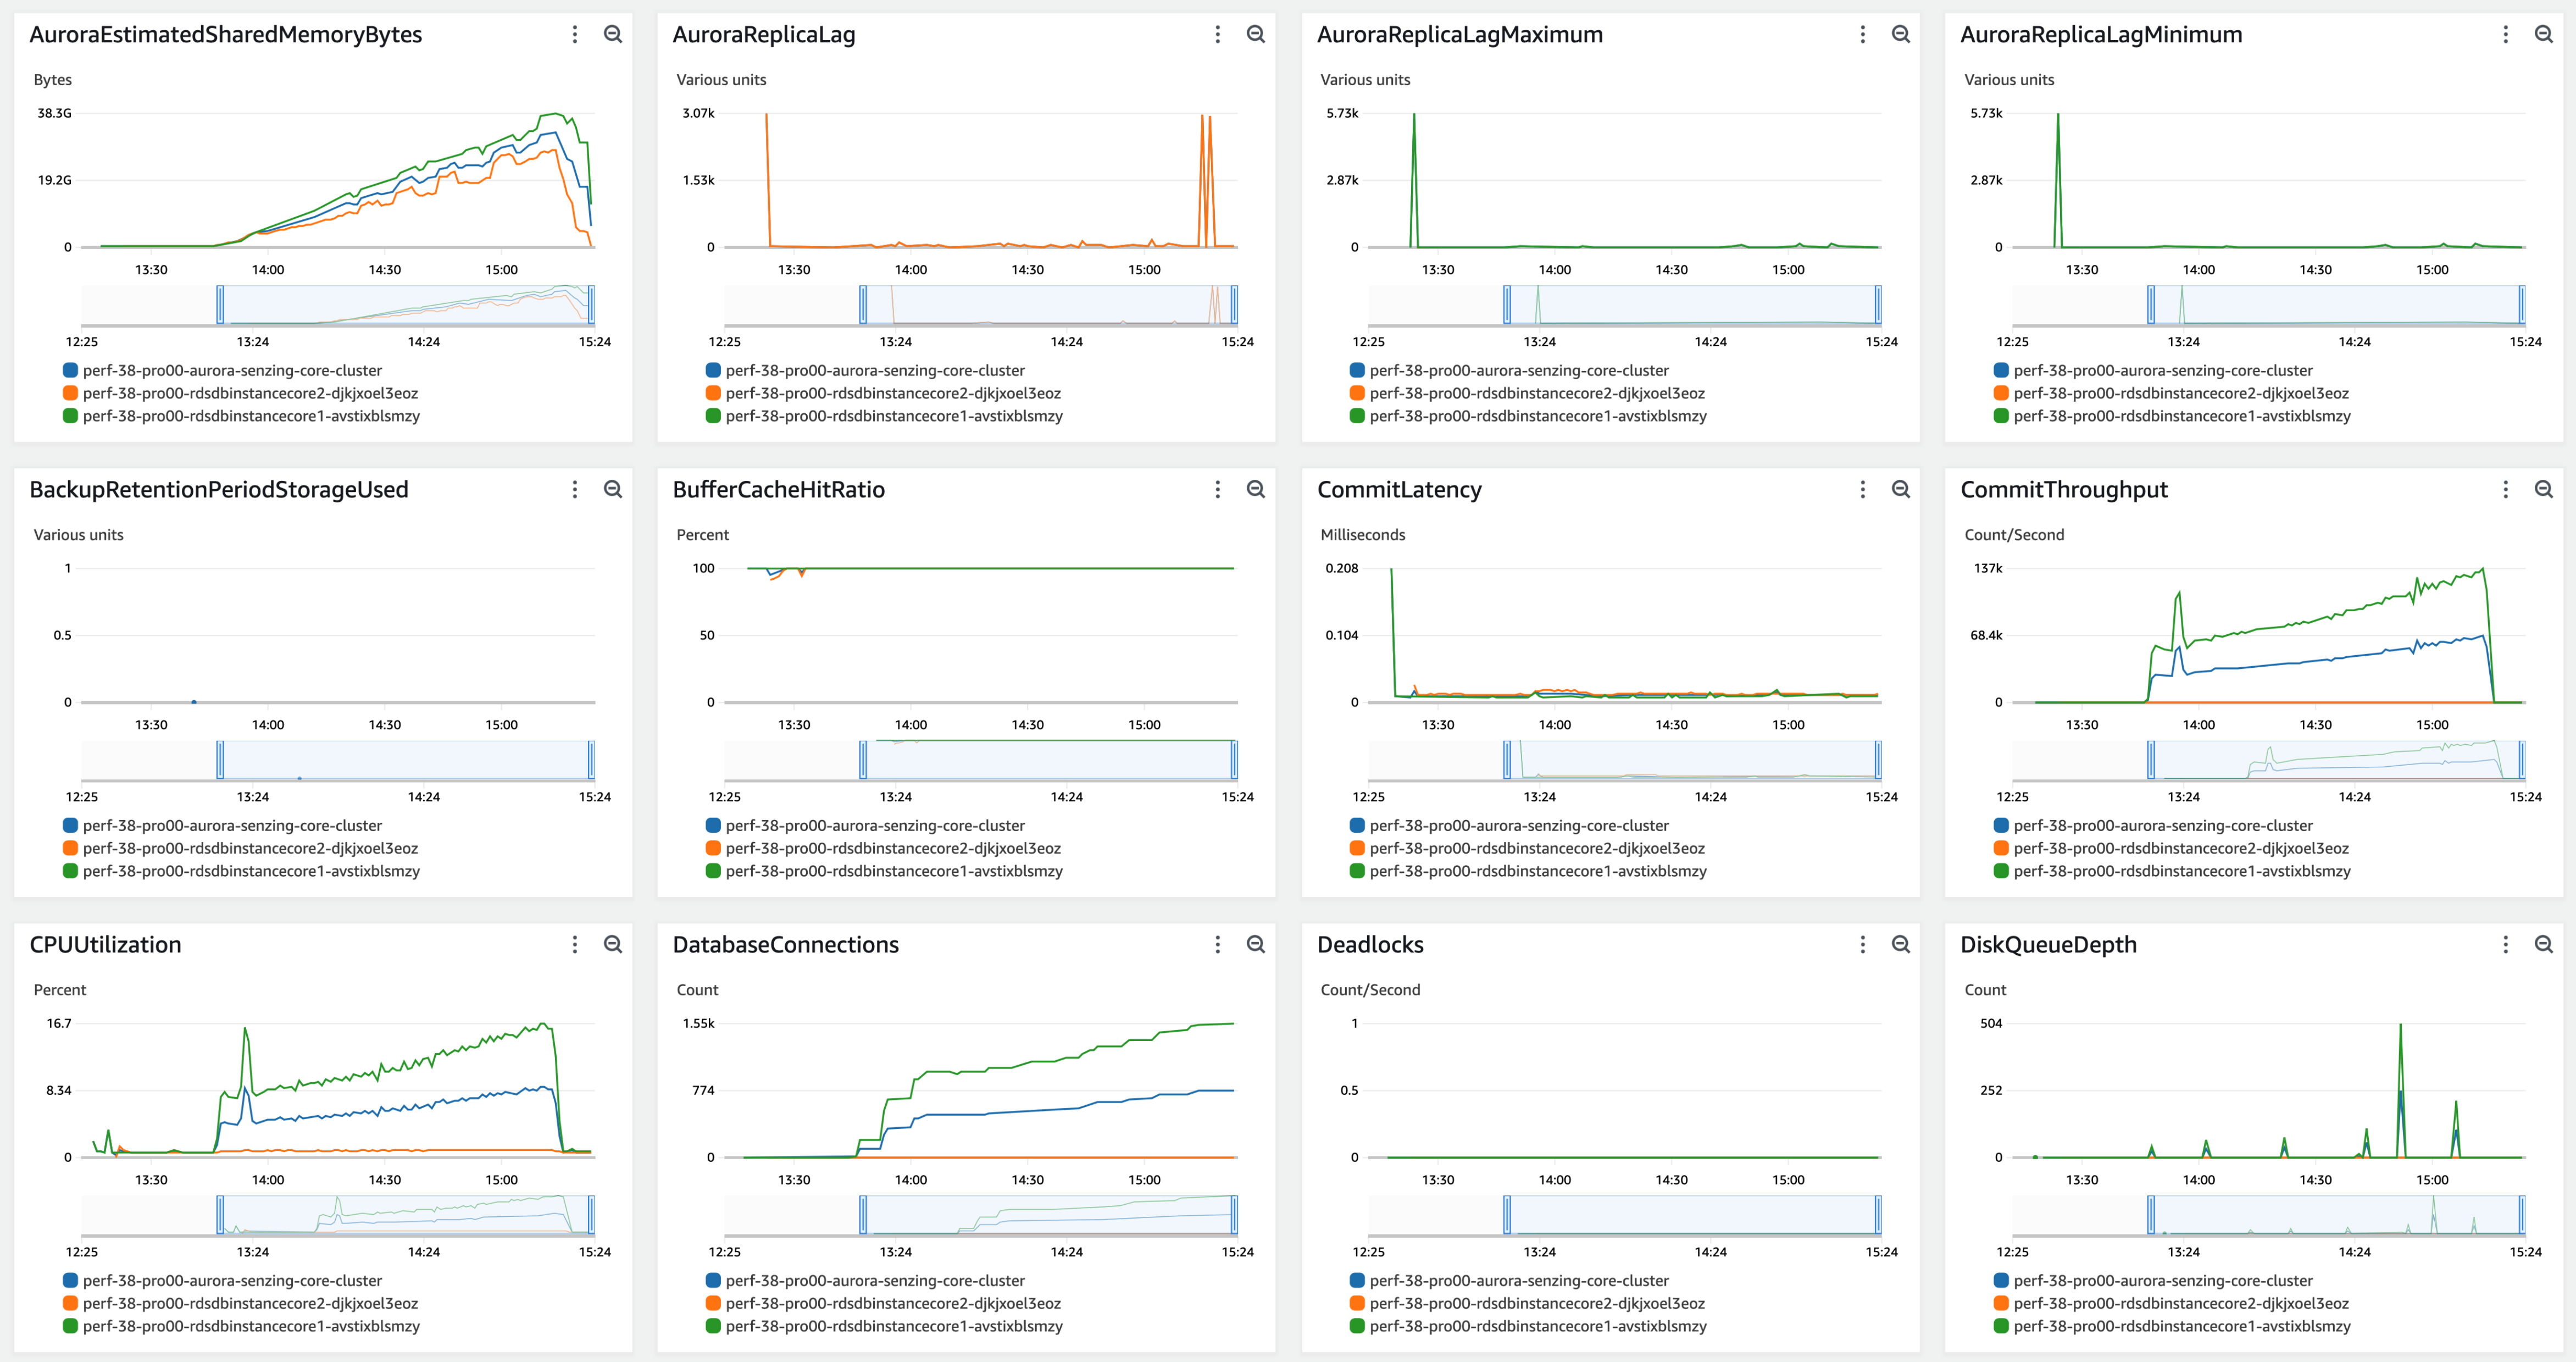 AuroraEstimatedSharedMemoryBytes
Bytes
38.3G
19.2G
0
13:30 14:00 14:30 15:00
12:25 13:24 14:24 15:24
perf-38-pro00-aurora-senzing-core-cluster
perf-38-pro00-rdsdbinstancecore2-djkjxoel3eoz
perf-38-pro00-rdsdbinstancecore1-avstixblsmzy
AuroraReplicaLag
Various units
3.07k
1.53k
0
13:30 14:00 14:30 15:00
12:25 13:24 14:24 15:24
perf-38-pro00-aurora-senzing-core-cluster
perf-38-pro00-rdsdbinstancecore2-djkjxoel3eoz
perf-38-pro00-rdsdbinstancecore1-avstixblsmzy
AuroraReplicaLagMaximum
Various units
5.73k
2.87k
0
13:30 14:00 14:30 15:00
12:25 13:24 14:24 15:24
perf-38-pro00-aurora-senzing-core-cluster
perf-38-pro00-rdsdbinstancecore2-djkjxoel3eoz
perf-38-pro00-rdsdbinstancecore1-avstixblsmzy
AuroraReplicaLagMinimum
Various units
5.73k
2.87k
0
13:30 14:00 14:30 15:00
12:25 13:24 14:24 15:24
perf-38-pro00-aurora-senzing-core-cluster
perf-38-pro00-rdsdbinstancecore2-djkjxoel3eoz
perf-38-pro00-rdsdbinstancecore1-avstixblsmzy
BackupRetentionPeriodStorageUsed
Various units
1
0.5
0
13:30 14:00 14:30 15:00
12:25 13:24 14:24 15:24
perf-38-pro00-aurora-senzing-core-cluster
perf-38-pro00-rdsdbinstancecore2-djkjxoel3eoz
perf-38-pro00-rdsdbinstancecore1-avstixblsmzy
BufferCacheHitRatio
Percent
100
50
0
13:30 14:00 14:30 15:00
12:25 13:24 14:24 15:24
perf-38-pro00-aurora-senzing-core-cluster
perf-38-pro00-rdsdbinstancecore2-djkjxoel3eoz
perf-38-pro00-rdsdbinstancecore1-avstixblsmzy
CommitLatency
Milliseconds
0.208
0.104
0
13:30 14:00 14:30 15:00
12:25 13:24 14:24 15:24
perf-38-pro00-aurora-senzing-core-cluster
perf-38-pro00-rdsdbinstancecore2-djkjxoel3eoz
perf-38-pro00-rdsdbinstancecore1-avstixblsmzy
CommitThroughput
Count/Second
137k
68.4k
0
13:30 14:00 14:30 15:00
12:25 13:24 14:24 15:24
perf-38-pro00-aurora-senzing-core-cluster
perf-38-pro00-rdsdbinstancecore2-djkjxoel3eoz
perf-38-pro00-rdsdbinstancecore1-avstixblsmzy
CPUUtilization
Percent
16.7
8.34
0
13:30 14:00 14:30 15:00
12:25 13:24 14:24 15:24
perf-38-pro00-aurora-senzing-core-cluster
perf-38-pro00-rdsdbinstancecore2-djkjxoel3eoz
perf-38-pro00-rdsdbinstancecore1-avstixblsmzy
DatabaseConnections
Count
1.55k
774
0
13:30 14:00 14:30 15:00
12:25 13:24 14:24 15:24
perf-38-pro00-aurora-senzing-core-cluster
perf-38-pro00-rdsdbinstancecore2-djkjxoel3eoz
perf-38-pro00-rdsdbinstancecore1-avstixblsmzy
Deadlocks
Count/Second
1
0.5
0
13:30 14:00 14:30 15:00
12:25 13:24 14:24 15:24
perf-38-pro00-aurora-senzing-core-cluster
perf-38-pro00-rdsdbinstancecore2-djkjxoel3eoz
perf-38-pro00-rdsdbinstancecore1-avstixblsmzy
DiskQueueDepth
Count
504
252
0
13:30 14:00 14:30 15:00
12:25 13:24 14:24 15:24
perf-38-pro00-aurora-senzing-core-cluster
perf-38-pro00-rdsdbinstancecore2-djkjxoel3eoz
perf-38-pro00-rdsdbinstancecore1-avstixblsmzy